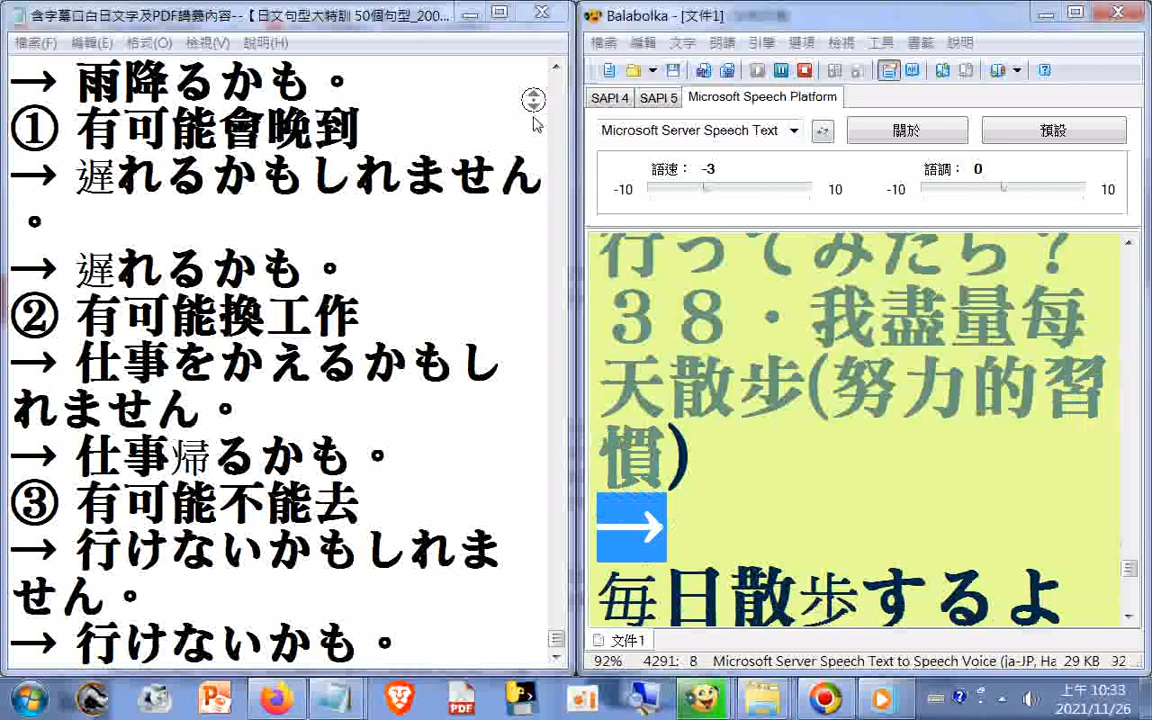 含字幕口白日文字及PDF講義內容--【日文句型大特訓 50個句型_200...
檔案(F) 編輯(E) 格式(O) 檢視(V) 說明(H)
→ 雨降るかも。
① 有可能會晚到
→ 遅れるかもしれません
。
→ 遅れるかも。
② 有可能換工作
→ 仕事をかえるかもし
れません。
→ 仕事帰るかも。
③ 有可能不能去
→ 行けないかもしれま
せん。
→ 行けないかも。
Balabolka - [文件1]
檔案 編輯 文字 朗讀 引擎 選項 檢視 工具 書籤 說明
SAPI 4 SAPI 5 Microsoft Speech Platform
Microsoft Server Speech Text 關於 預設
語速： -3 語調： 0
-10 10 -10 10
行ってみたら？
３８．我盡量每
天散步(努力的習
慣)
→
毎日散歩するよ
文件1
92% 4291: 8 Microsoft Server Speech Text to Speech Voice (ja-JP, Ha 29 KB 32
PDF
上午 10:33
2021/11/26